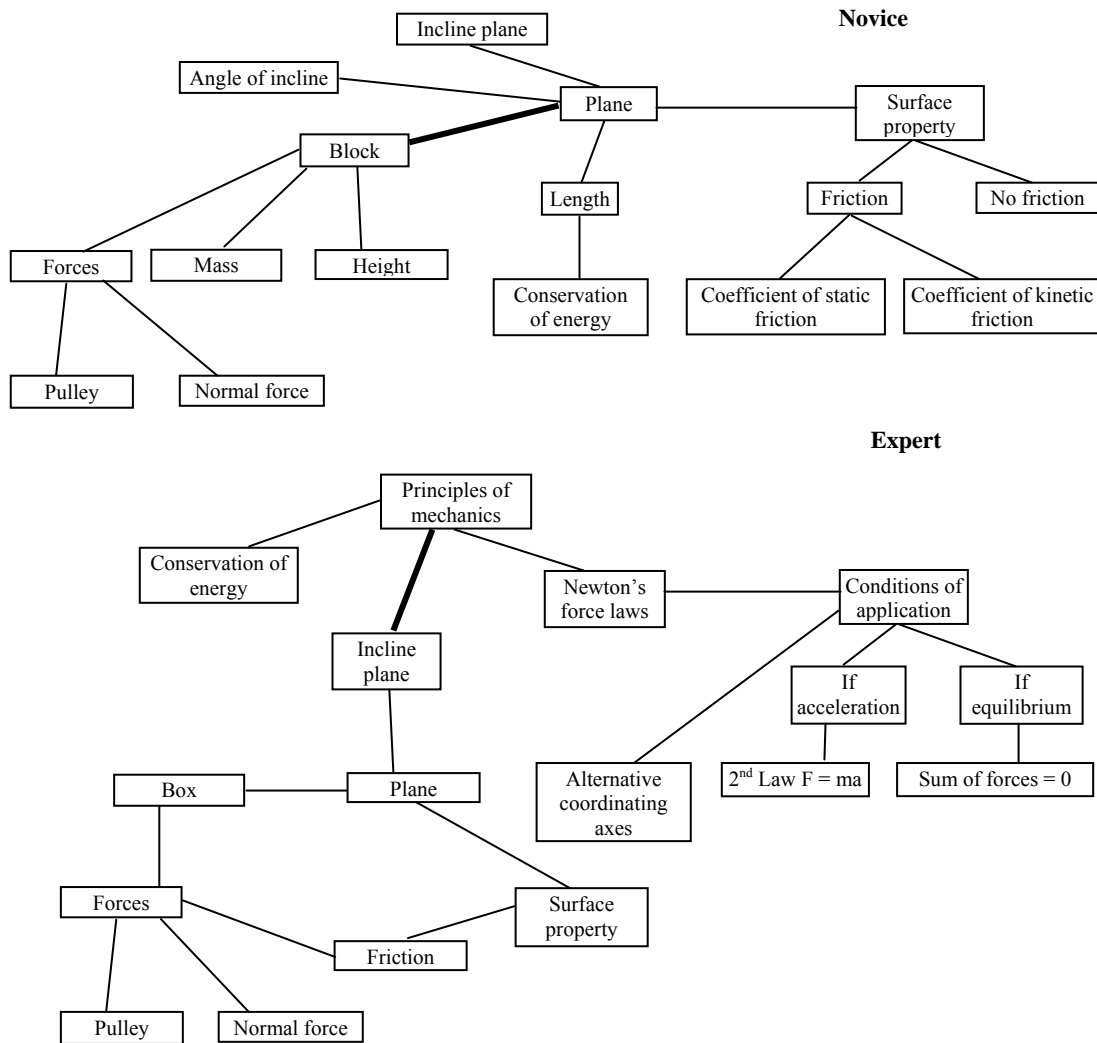 Novice
Incline plane
Angle of incline
Plane
Surface
property
Block
Length
Friction
No friction
Forces
Mass
Height
Conservation
of energy
Coefficient of static
friction
Coefficient of kinetic
friction
Pulley
Normal force
Expert
Principles of
mechanics
Conservation of
energy
Newton’s
force laws
Conditions of
application
Incline
plane
If
acceleration
If
equilibrium
Box
Plane
Alternative
coordinating
axes
2nd Law F = ma
Sum of forces = 0
Forces
Surface
property
Friction
Pulley
Normal force